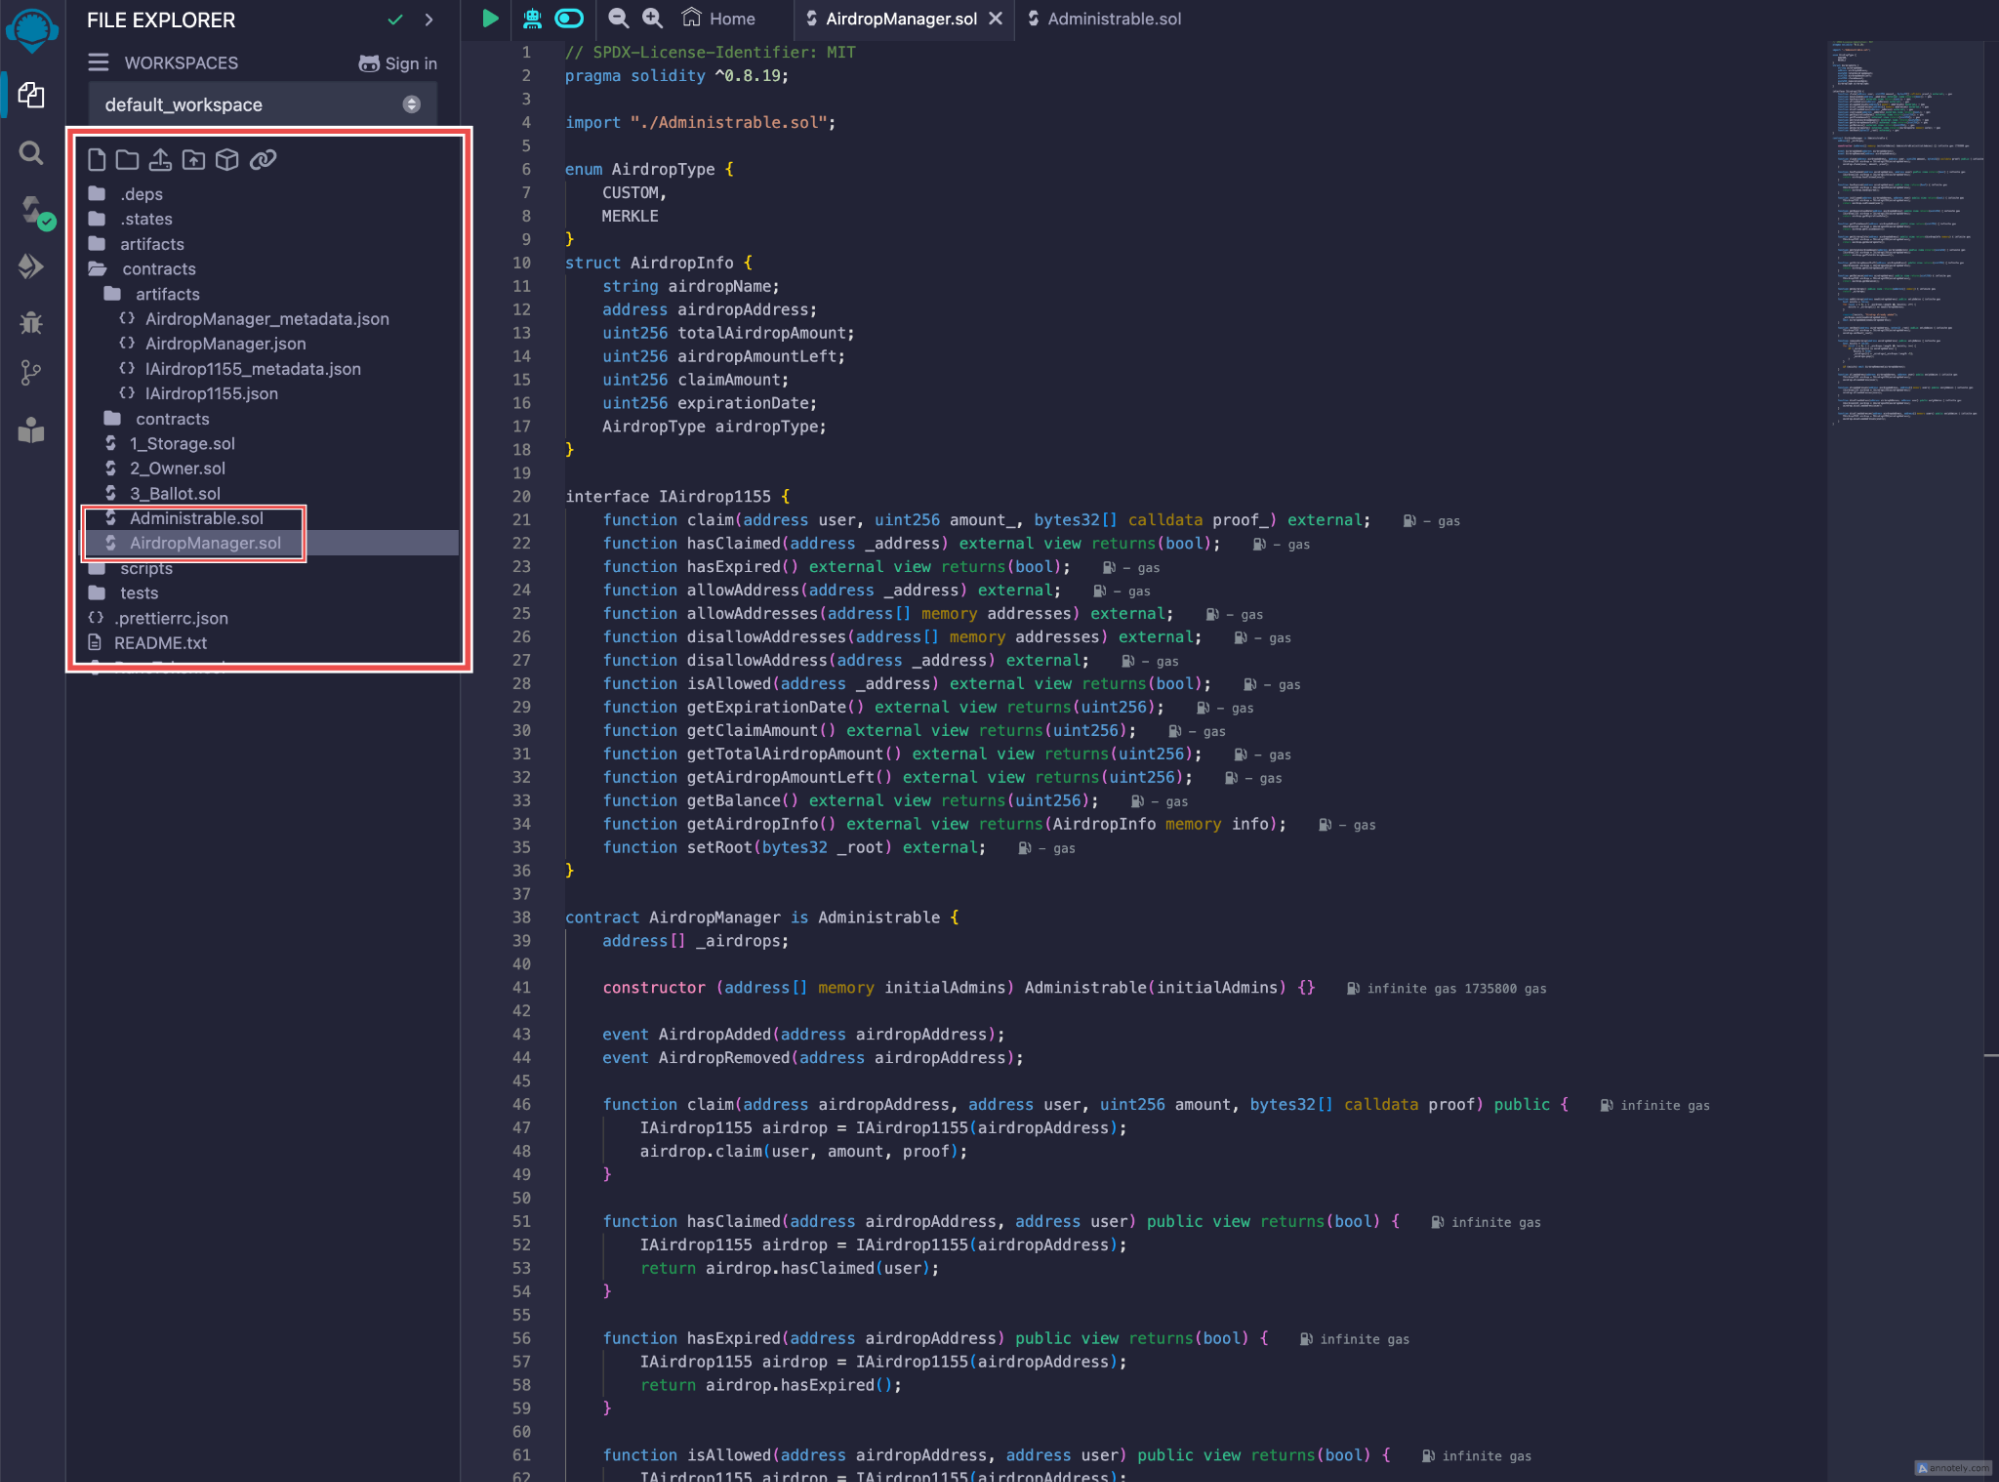 FILE EXPLORER
WORKSPACES
Sign in
default_workspace
.deps
.states
artifacts
contracts
artifacts
AirdropManager_metadata.json
AirdropManager.json
IAirdrop1155_metadata.json
IAirdrop1155.json
contracts
1_Storage.sol
2_Owner.sol
3_Ballot.sol
Administrable.sol
AirdropManager.sol
scripts
tests
.prettierrc.json
README.txt
Home
AirdropManager.sol
Administrable.sol
1 // SPDX-License-Identifier: MIT
2 pragma solidity ^0.8.19;
3
4 import "./Administrable.sol";
5
6 enum AirdropType {
7 CUSTOM,
8 MERKLE
9 }
10 struct AirdropInfo {
11 string airdropName;
12 address airdropAddress;
13 uint256 totalAirdropAmount;
14 uint256 airdropAmountLeft;
15 uint256 claimAmount;
16 uint256 expirationDate;
17 AirdropType airdropType;
18 }
19
20 interface IAirdrop1155 {
21 function claim(address user, uint256 amount_, bytes32[] calldata proof_) external; - gas
22 function hasClaimed(address _address) external view returns(bool); - gas
23 function hasExpired() external view returns(bool); - gas
24 function allowAddress(address _address) external; - gas
25 function allowAddresses(address[] memory addresses) external; - gas
26 function disallowAddresses(address[] memory addresses) external; - gas
27 function disallowAddress(address _address) external; - gas
28 function isAllowed(address _address) external view returns(bool); - gas
29 function getExpirationDate() external view returns(uint256); - gas
30 function getClaimAmount() external view returns(uint256); - gas
31 function getTotalAirdropAmount() external view returns(uint256); - gas
32 function getAirdropAmountLeft() external view returns(uint256); - gas
33 function getBalance() external view returns(uint256); - gas
34 function getAirdropInfo() external view returns(AirdropInfo memory info); - gas
35 function setRoot(bytes32 _root) external; - gas
36 }
37
38 contract AirdropManager is Administrable {
39 address[] _airdrops;
40
41 constructor (address[] memory initialAdmins) Administrable(initialAdmins) {} infinite gas 1735800 gas
42
43 event AirdropAdded(address airdropAddress);
44 event AirdropRemoved(address airdropAddress);
45
46 function claim(address airdropAddress, address user, uint256 amount, bytes32[] calldata proof) public { infinite gas
47 IAirdrop1155 airdrop = IAirdrop1155(airdropAddress);
48 airdrop.claim(user, amount, proof);
49 }
50
51 function hasClaimed(address airdropAddress, address user) public view returns(bool) { infinite gas
52 IAirdrop1155 airdrop = IAirdrop1155(airdropAddress);
53 return airdrop.hasClaimed(user);
54 }
55
56 function hasExpired(address airdropAddress) public view returns(bool) { infinite gas
57 IAirdrop1155 airdrop = IAirdrop1155(airdropAddress);
58 return airdrop.hasExpired();
59 }
60
61 function isAllowed(address airdropAddress, address user) public view returns(bool) { infinite gas
62 IAirdrop1155 airdrop = IAirdrop1155(airdropAddress);
annotely.com